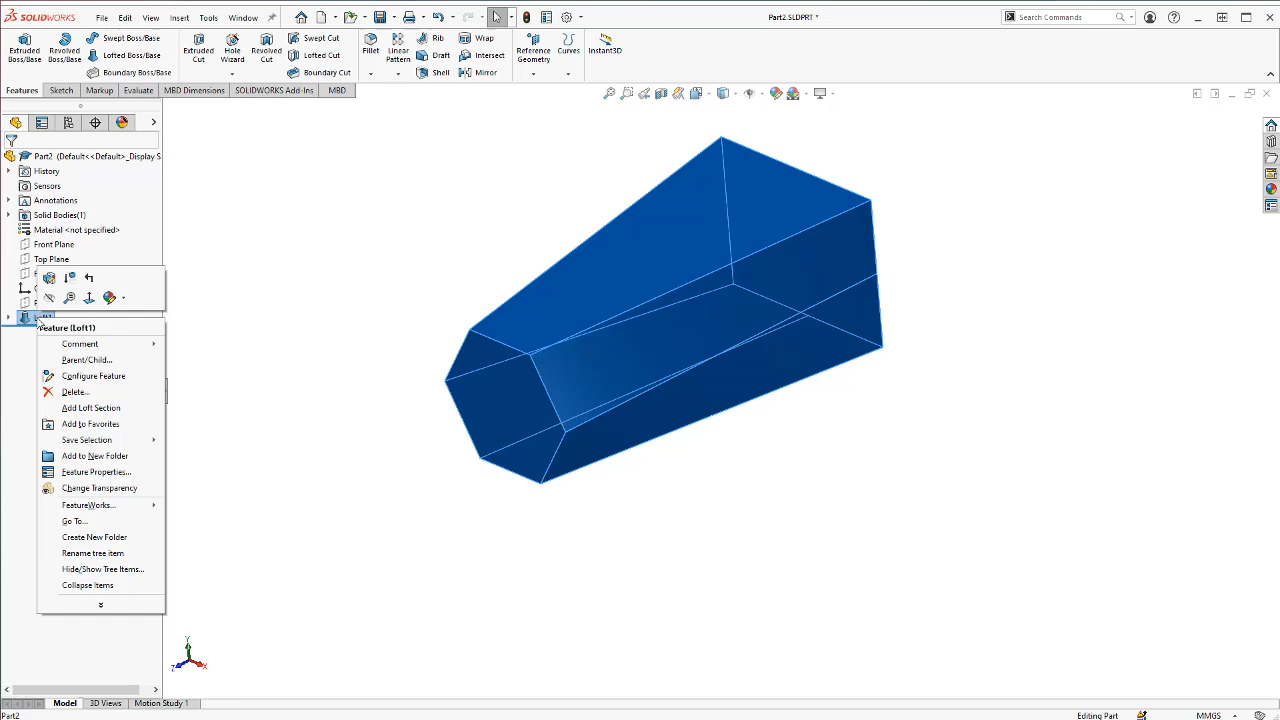 SOLIDWORKS
File
Edit
View
Insert
Tools
Window
Part2.SLDPRT *
Search Commands
Extruded Boss/Base
Revolved Boss/Base
Swept Boss/Base
Lofted Boss/Base
Boundary Boss/Base
Extruded Cut
Hole Wizard
Revolved Cut
Swept Cut
Lofted Cut
Boundary Cut
Fillet
Linear Pattern
Rib
Draft
Shell
Wrap
Intersect
Mirror
Reference Geometry
Curves
Instant3D
Features
Sketch
Markup
Evaluate
MBD Dimensions
SOLIDWORKS Add-Ins
MBD
Part2 (Default<<Default>_Display S
History
Sensors
Annotations
Solid Bodies(1)
Material <not specified>
Front Plane
Top Plane
Feature (Loft1)
Comment
Parent/Child...
Configure Feature
Delete...
Add Loft Section
Add to Favorites
Save Selection
Add to New Folder
Feature Properties...
Change Transparency
FeatureWorks...
Go To...
Create New Folder
Rename tree item
Hide/Show Tree Items...
Collapse Items
Y
Z
X
Model
3D Views
Motion Study 1
Part2
Editing Part
MMGS